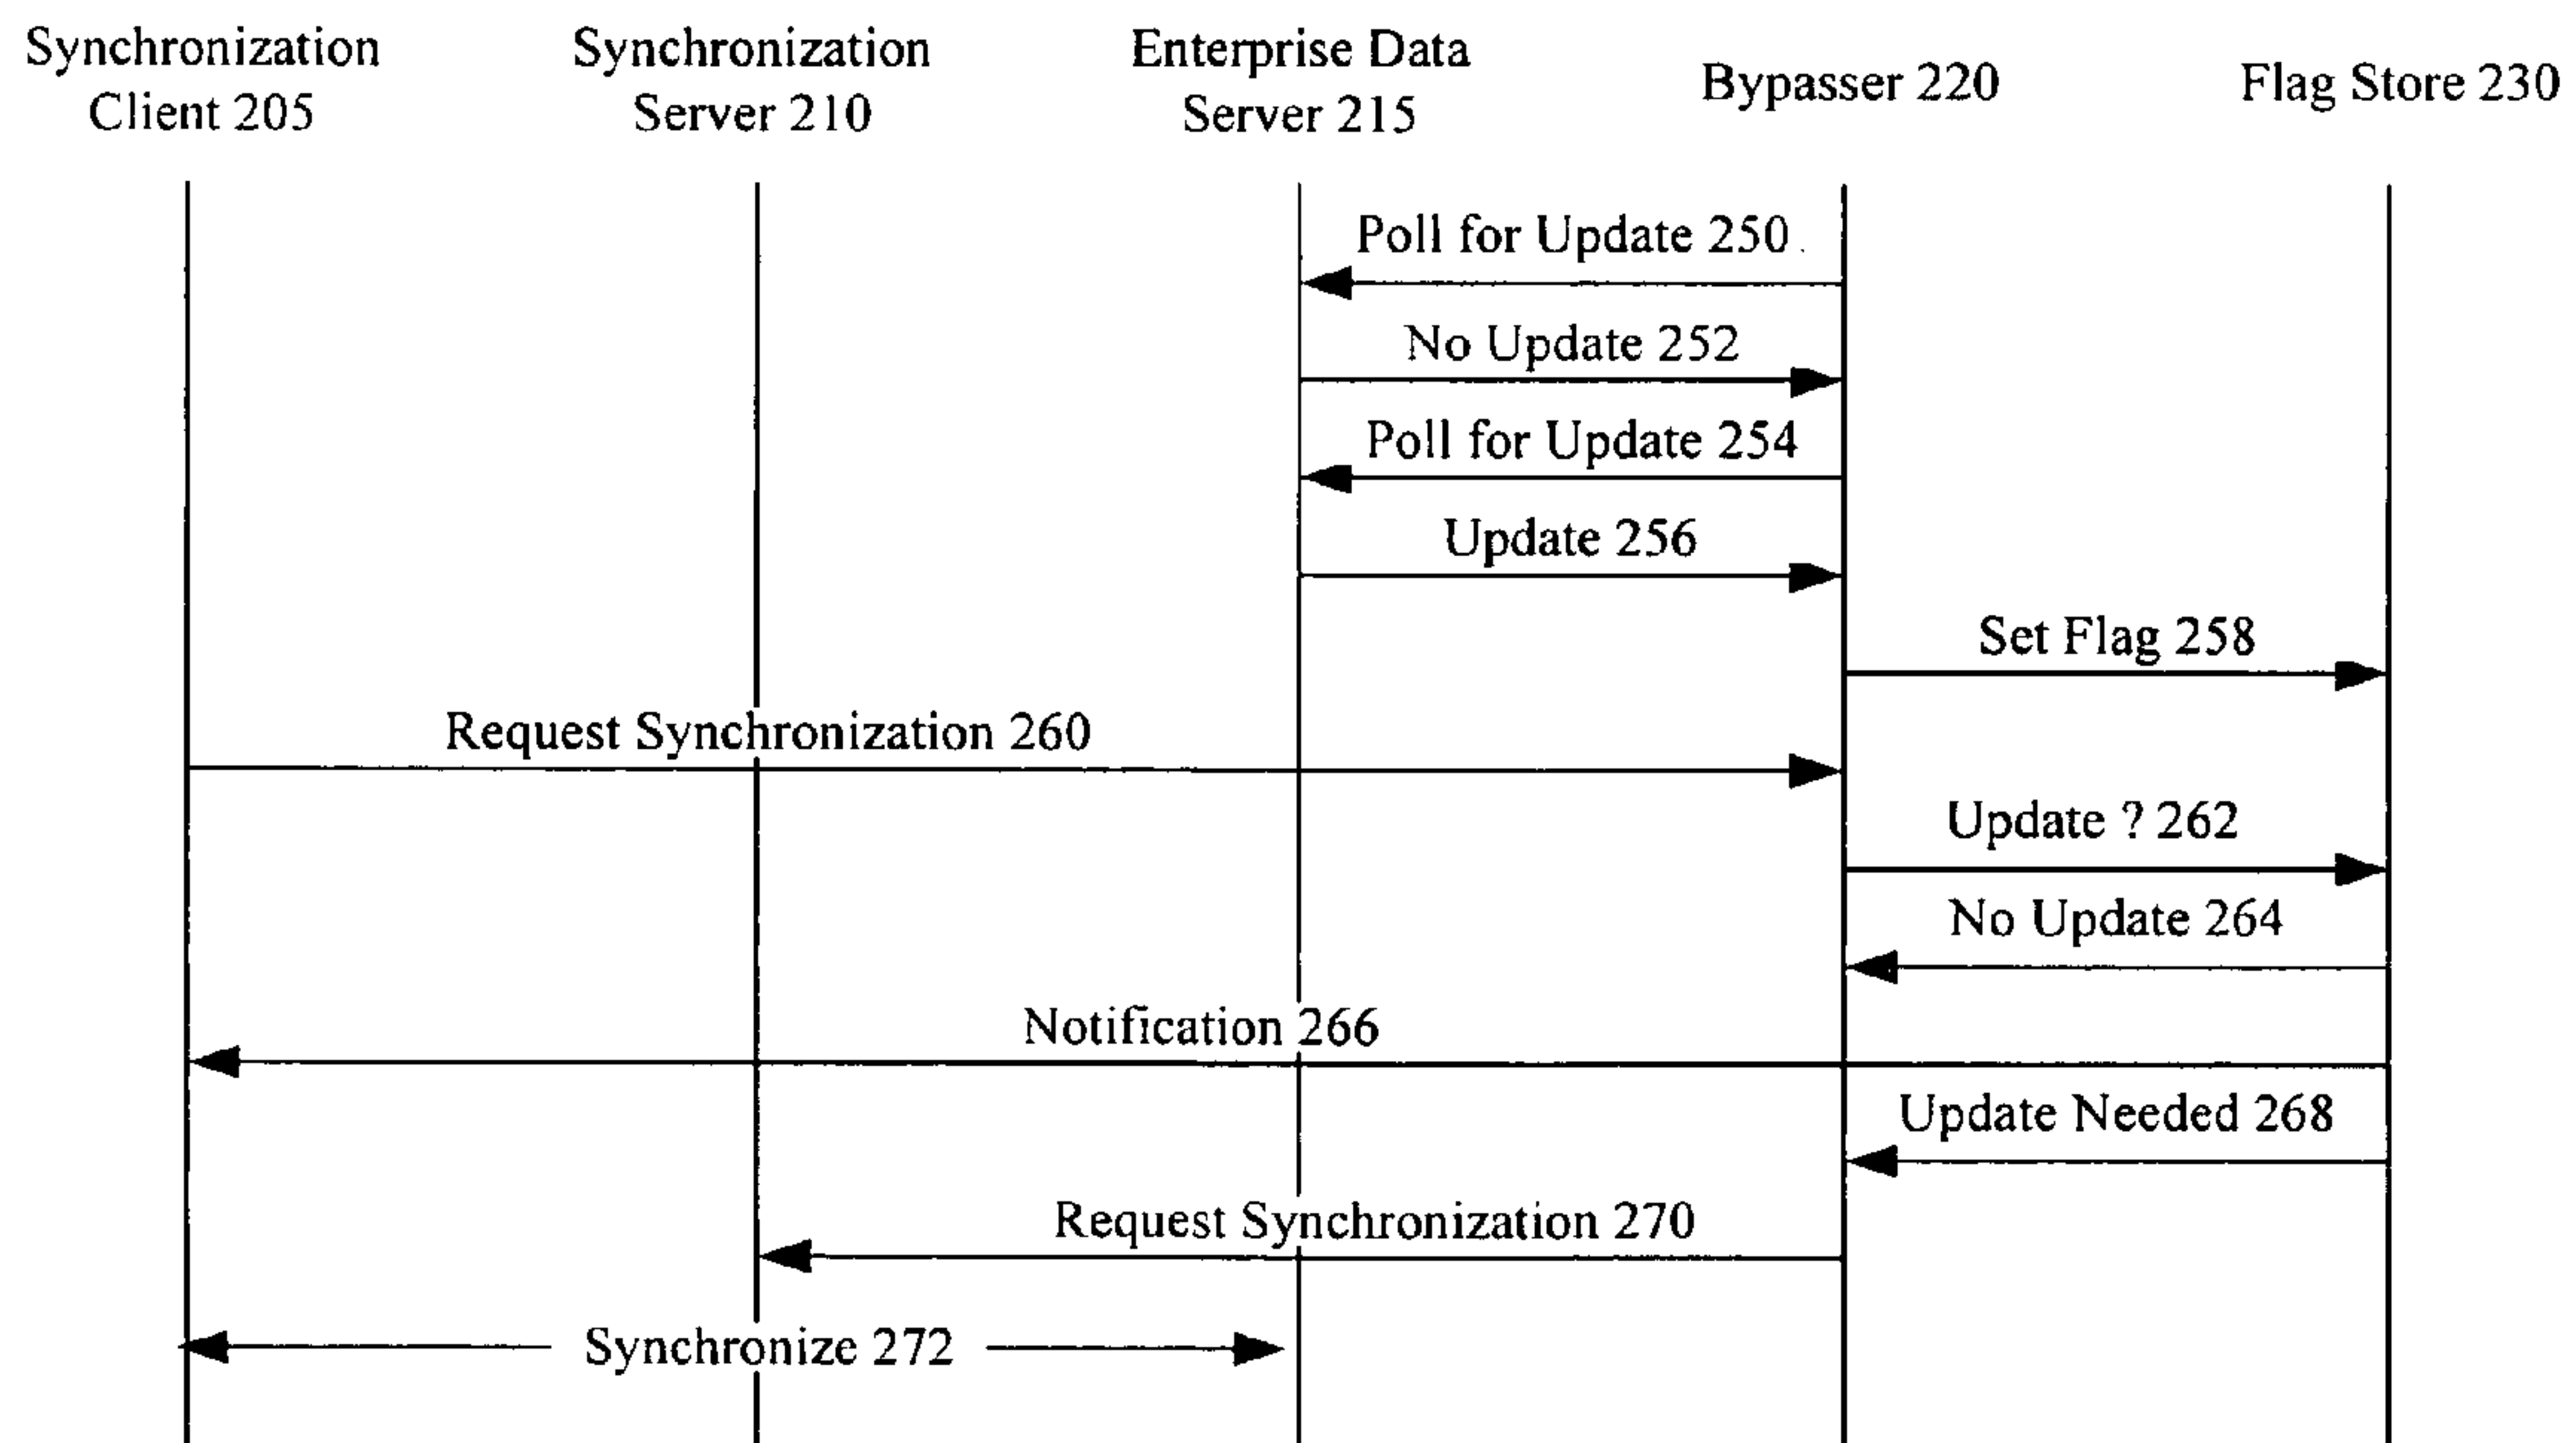 Synchronization
Client 205
Synchronization
Server 210
Enterprise Data
Server 215
Bypasser 220
Flag Store 230
Poll for Update 250
No Update 252
Poll for Update 254
Update 256
Set Flag 258
Request Synchronization 260
Update ? 262
No Update 264
Notification 266
Update Needed 268
Request Synchronization 270
Synchronize 272